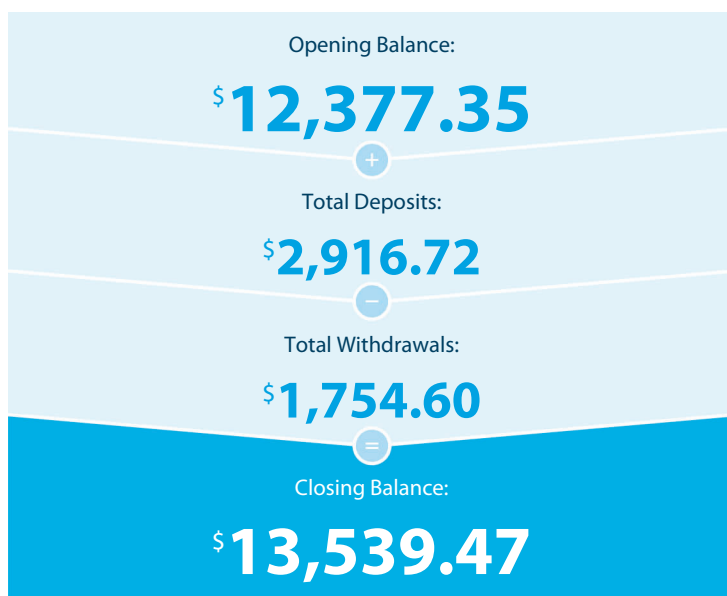 Opening Balance:
$12,377.35
+
Total Deposits:
$2,916.72
−
Total Withdrawals:
$1,754.60
=
Closing Balance:
$13,539.47